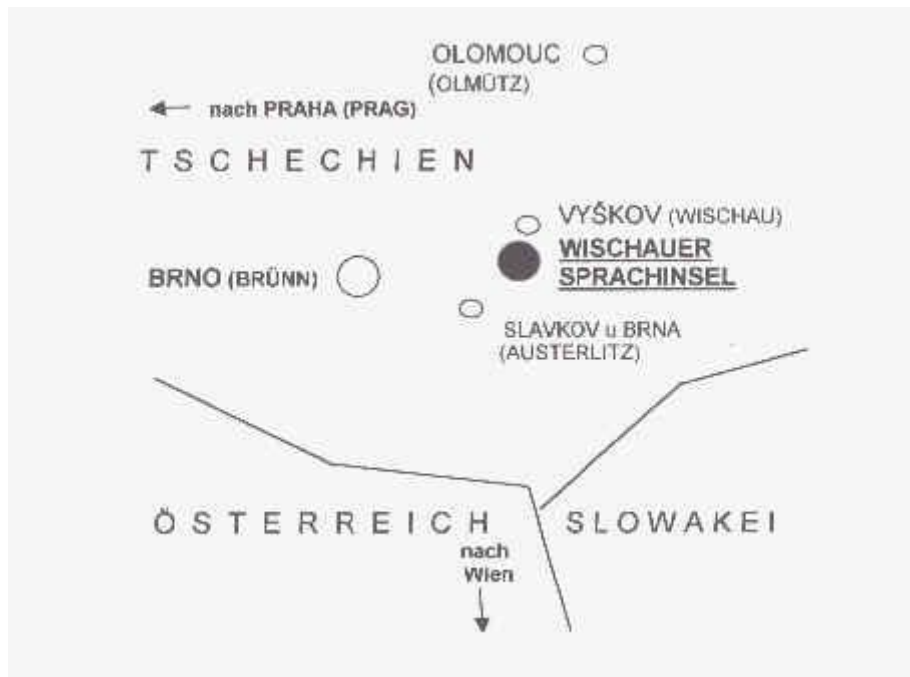 OLOMOUC
(OLMÜTZ)
nach PRAHA (PRAG)
TSCHECHIEN
VYŠKOV (WISCHAU)
WISCHAUER
SPRACHINSEL
BRNO (BRÜNN)
SLAVKOV u BRNA
(AUSTERLITZ)
ÖSTERREICH
SLOWAKEI
nach
Wien